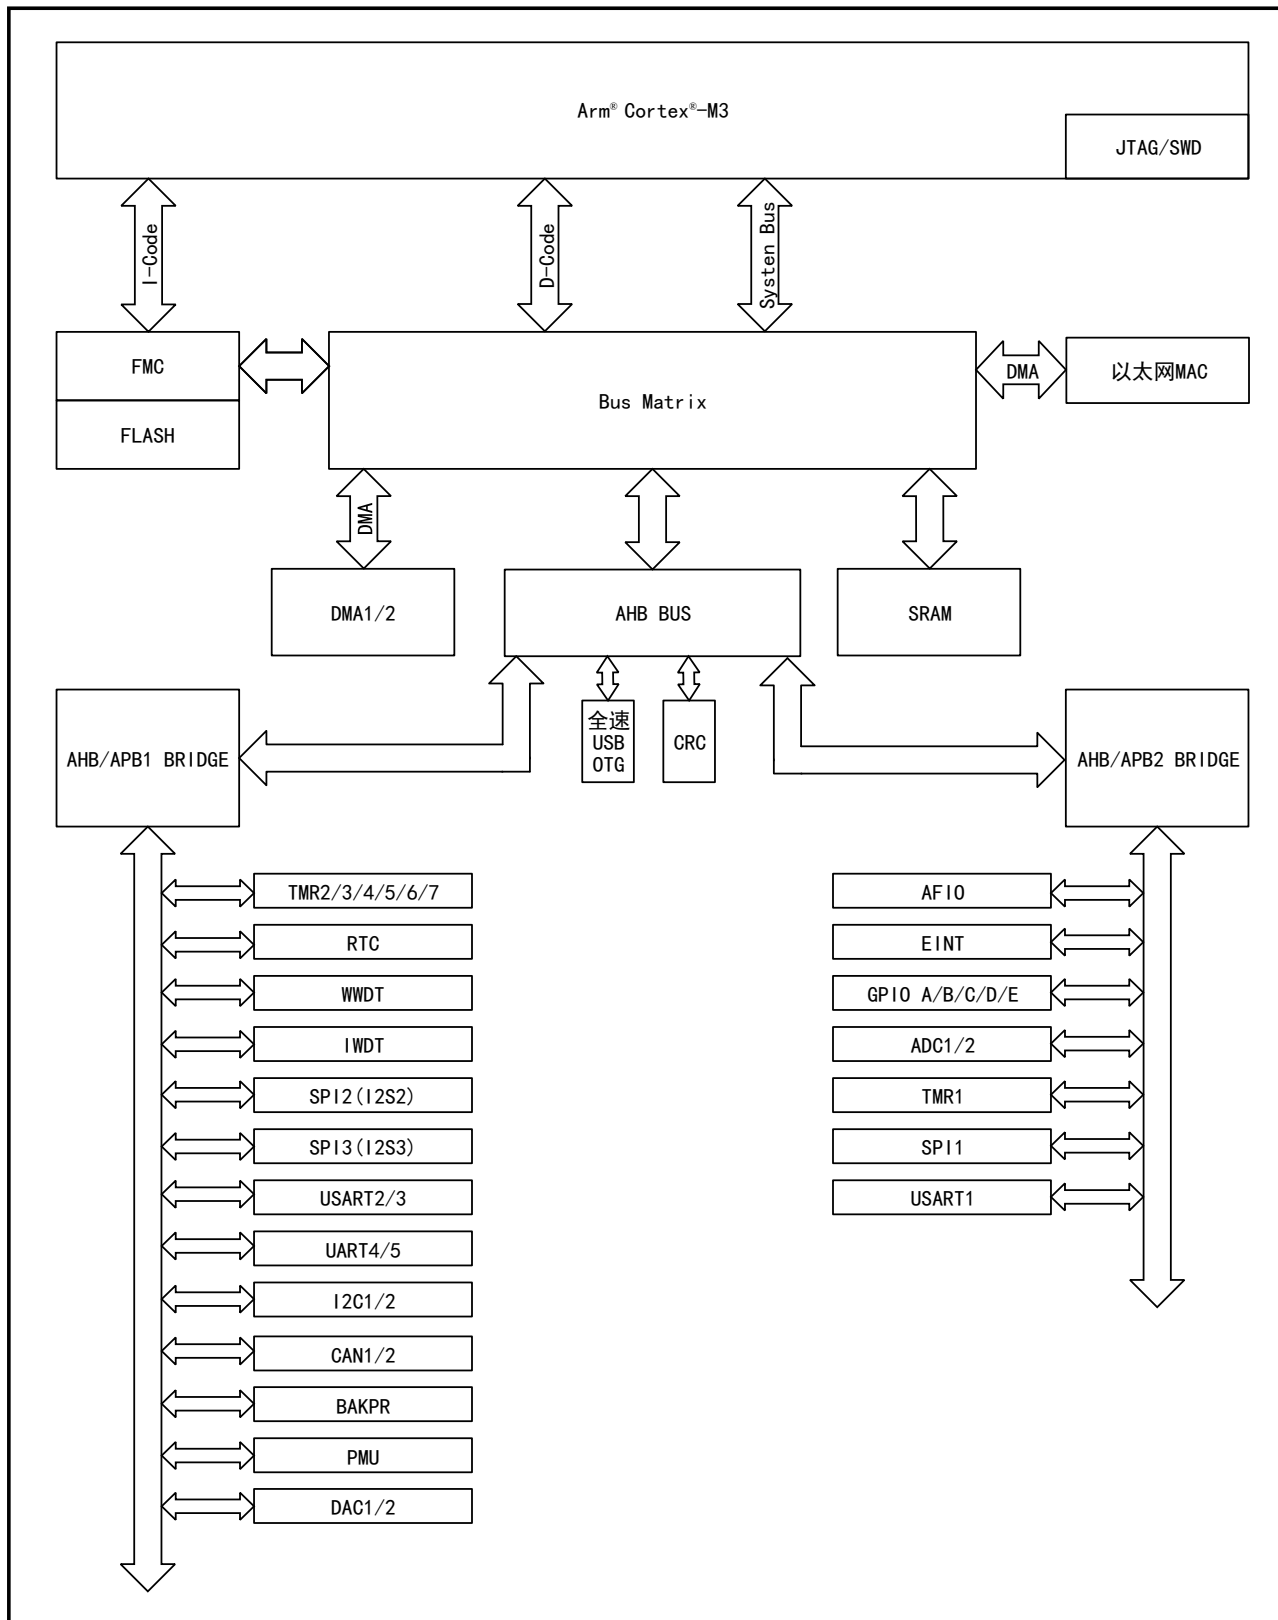 Arm® Cortex®-M3
JTAG/SWD
I-Code
D-Code
Systen Bus
FMC
FLASH
Bus Matrix
DMA
以太网MAC
DMA
DMA1/2
AHB BUS
SRAM
AHB/APB1 BRIDGE
全速
USB
OTG
CRC
AHB/APB2 BRIDGE
TMR2/3/4/5/6/7
RTC
WWDT
IWDT
SPI2(I2S2)
SPI3(I2S3)
USART2/3
UART4/5
I2C1/2
CAN1/2
BAKPR
PMU
DAC1/2
AFIO
EINT
GPIO A/B/C/D/E
ADC1/2
TMR1
SPI1
USART1